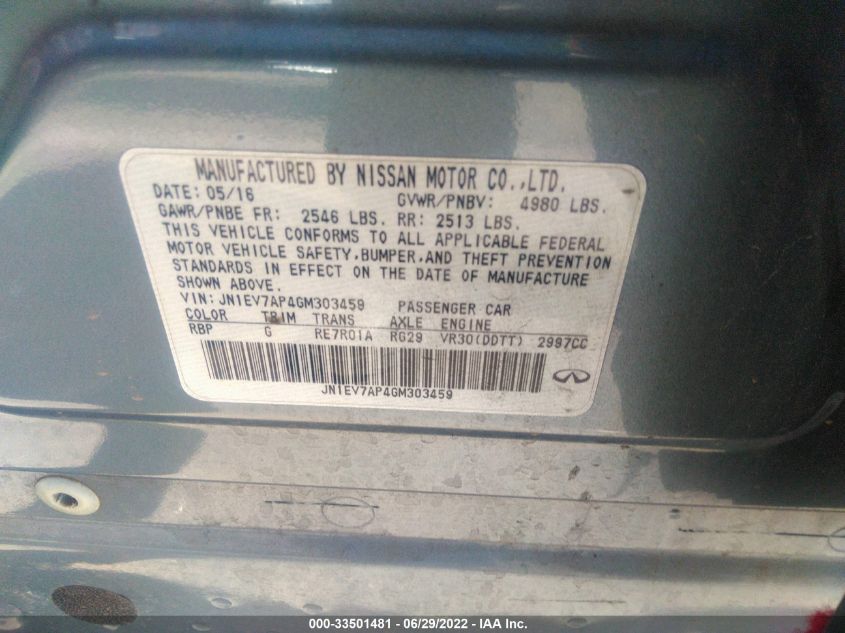 MANUFACTURED BY NISSAN MOTOR CO.,LTD.
DATE: 05/16 GVWR/PNBV: 4980 LBS.
GAWR/PNBE FR: 2546 LBS. RR: 2513 LBS.
THIS VEHICLE CONFORMS TO ALL APPLICABLE FEDERAL
MOTOR VEHICLE SAFETY,BUMPER,AND THEFT PREVENTION
STANDARDS IN EFFECT ON THE DATE OF MANUFACTURE
SHOWN ABOVE.
VIN: JN1EV7AP4GM303459 PASSENGER CAR
COLOR TRIM TRANS AXLE ENGINE
RBP G RE7R01A RG29 VR30(DDTT) 2997CC
JN1EV7AP4GM303459
000-33501481 - 06/29/2022 - IAA Inc.